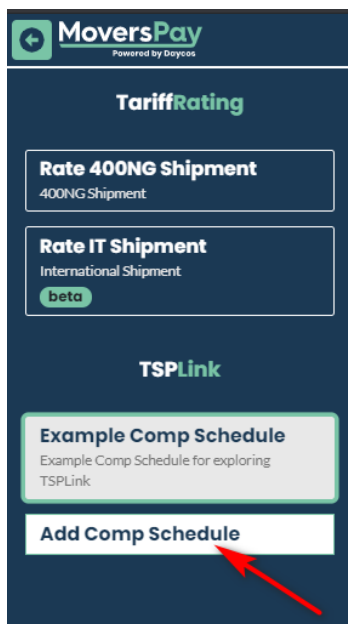 MoversPay
Powered by Doycos
TariffRating
Rate 400NG Shipment
400NG Shipment
Rate IT Shipment
International Shipment
beta
TSPLink
Example Comp Schedule
Example Comp Schedule for exploring
TSPLink
Add Comp Schedule